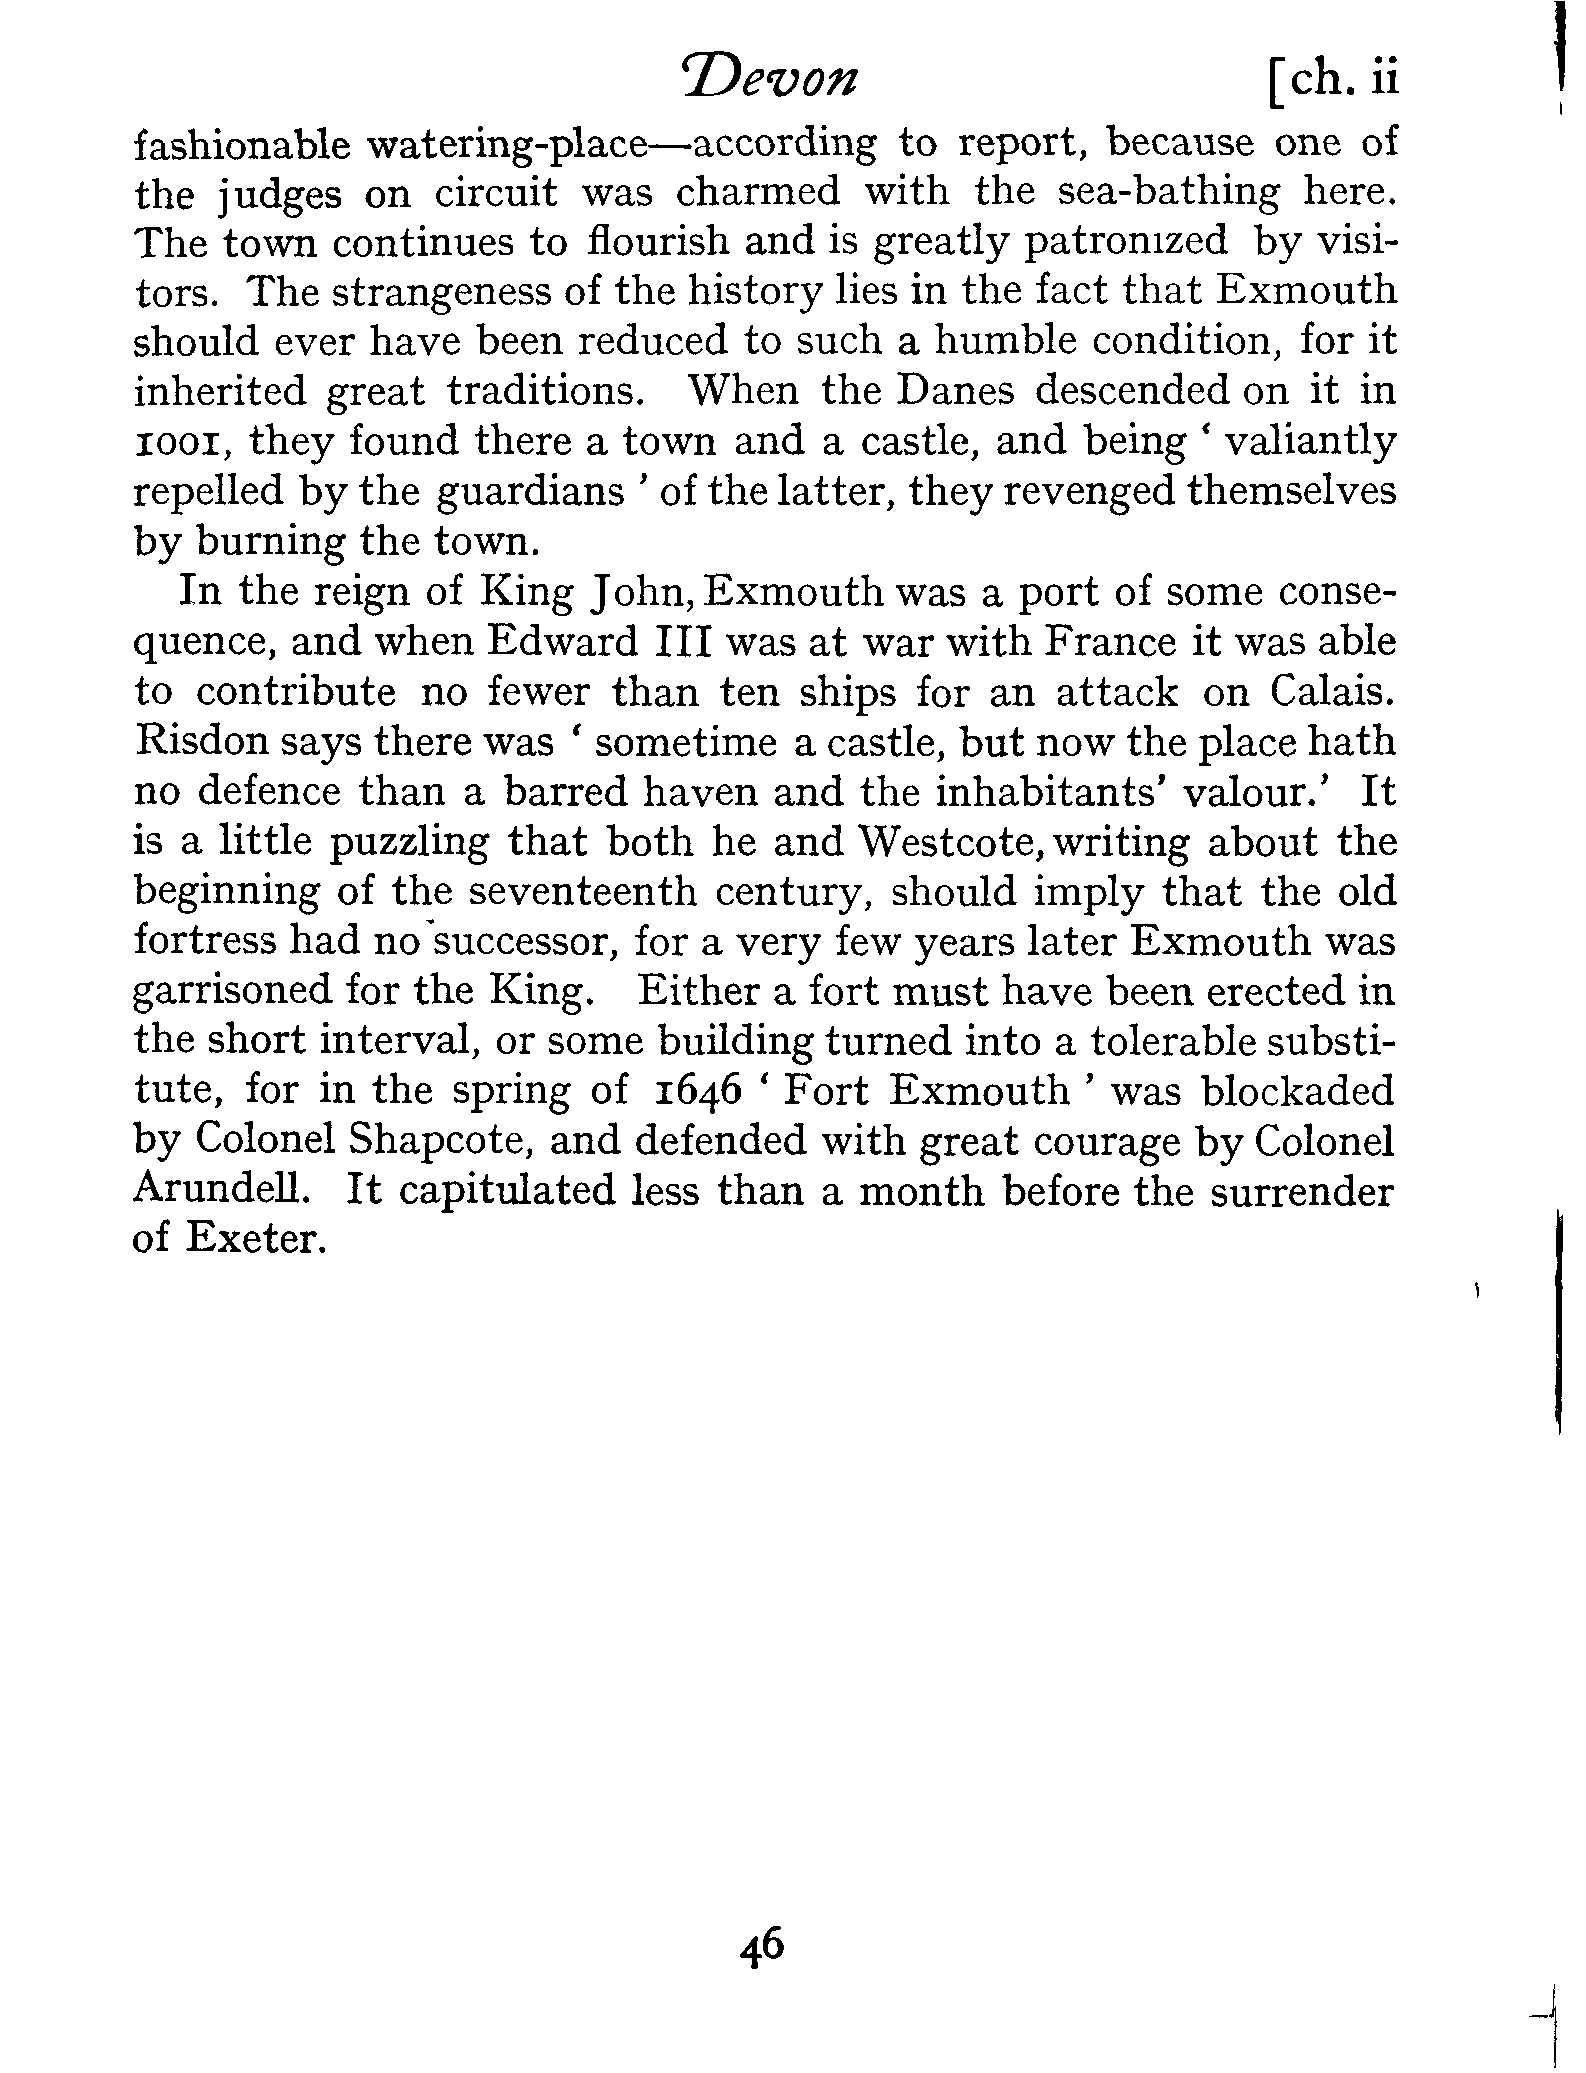 Devon [ch. ii
fashionable watering-place—according to report, because one of
the judges on circuit was charmed with the sea-bathing here.
The town continues to flourish and is greatly patronized by visi-
tors. The strangeness of the history lies in the fact that Exmouth
should ever have been reduced to such a humble condition, for it
inherited great traditions. When the Danes descended on it in
1001, they found there a town and a castle, and being ‘ valiantly
repelled by the guardians ’ of the latter, they revenged themselves
by burning the town.
In the reign of King John, Exmouth was a port of some conse-
quence, and when Edward III was at war with France it was able
to contribute no fewer than ten ships for an attack on Calais.
Risdon says there was ‘ sometime a castle, but now the place hath
no defence than a barred haven and the inhabitants’ valour.’ It
is a little puzzling that both he and Westcote, writing about the
beginning of the seventeenth century, should imply that the old
fortress had no successor, for a very few years later Exmouth was
garrisoned for the King. Either a fort must have been erected in
the short interval, or some building turned into a tolerable substi-
tute, for in the spring of 1646 ‘ Fort Exmouth ’ was blockaded
by Colonel Shapcote, and defended with great courage by Colonel
Arundell. It capitulated less than a month before the surrender
of Exeter.
46